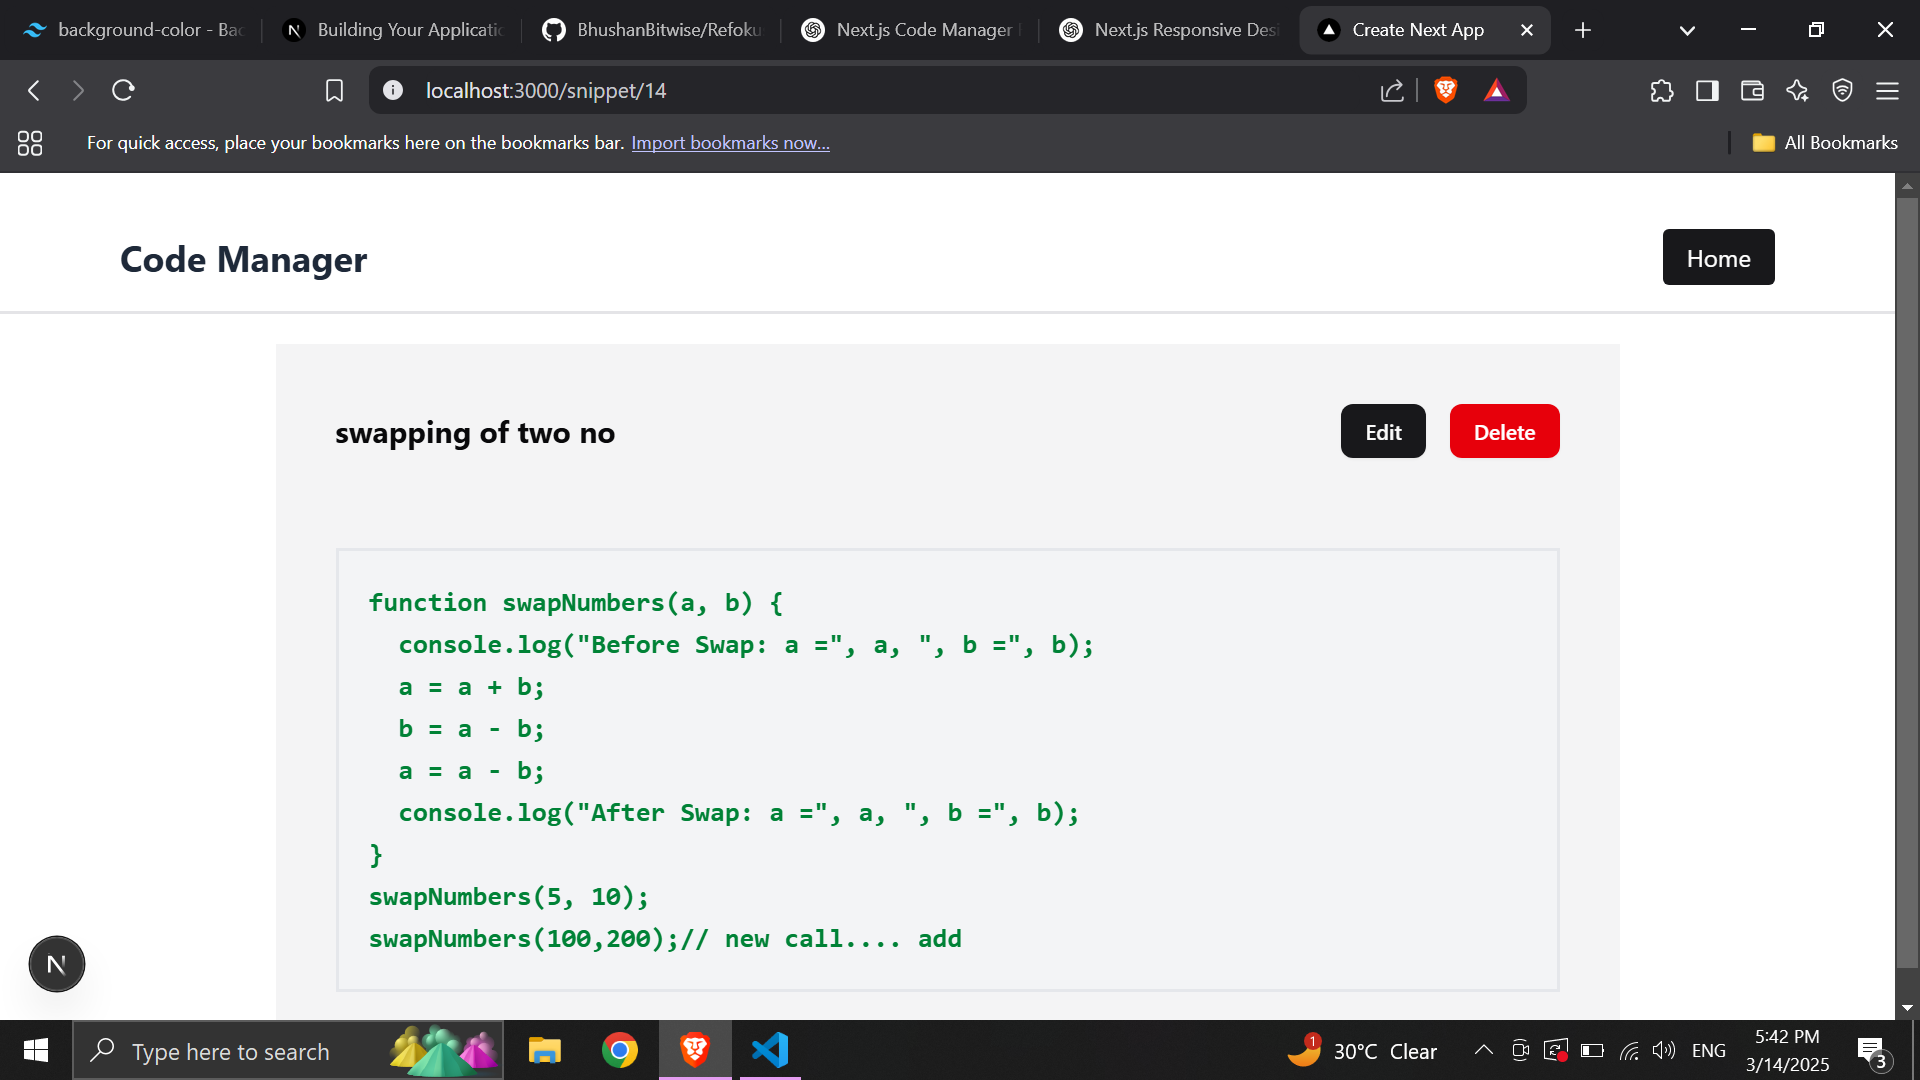 background-color - Bac
Building Your Applicatio
BhushanBitwise/Refoku
Next.js Code Manager
Next.js Responsive Desi
Create Next App
localhost:3000/snippet/14
For quick access, place your bookmarks here on the bookmarks bar. Import bookmarks now...
All Bookmarks
Code Manager
Home
swapping of two no
Edit
Delete
function swapNumbers(a, b) {
  console.log("Before Swap: a =", a, ", b =", b);
  a = a + b;
  b = a - b;
  a = a - b;
  console.log("After Swap: a =", a, ", b =", b);
}
swapNumbers(5, 10);
swapNumbers(100,200);// new call.... add
N
Type here to search
1
30°C Clear
ENG
5:42 PM
3/14/2025
3